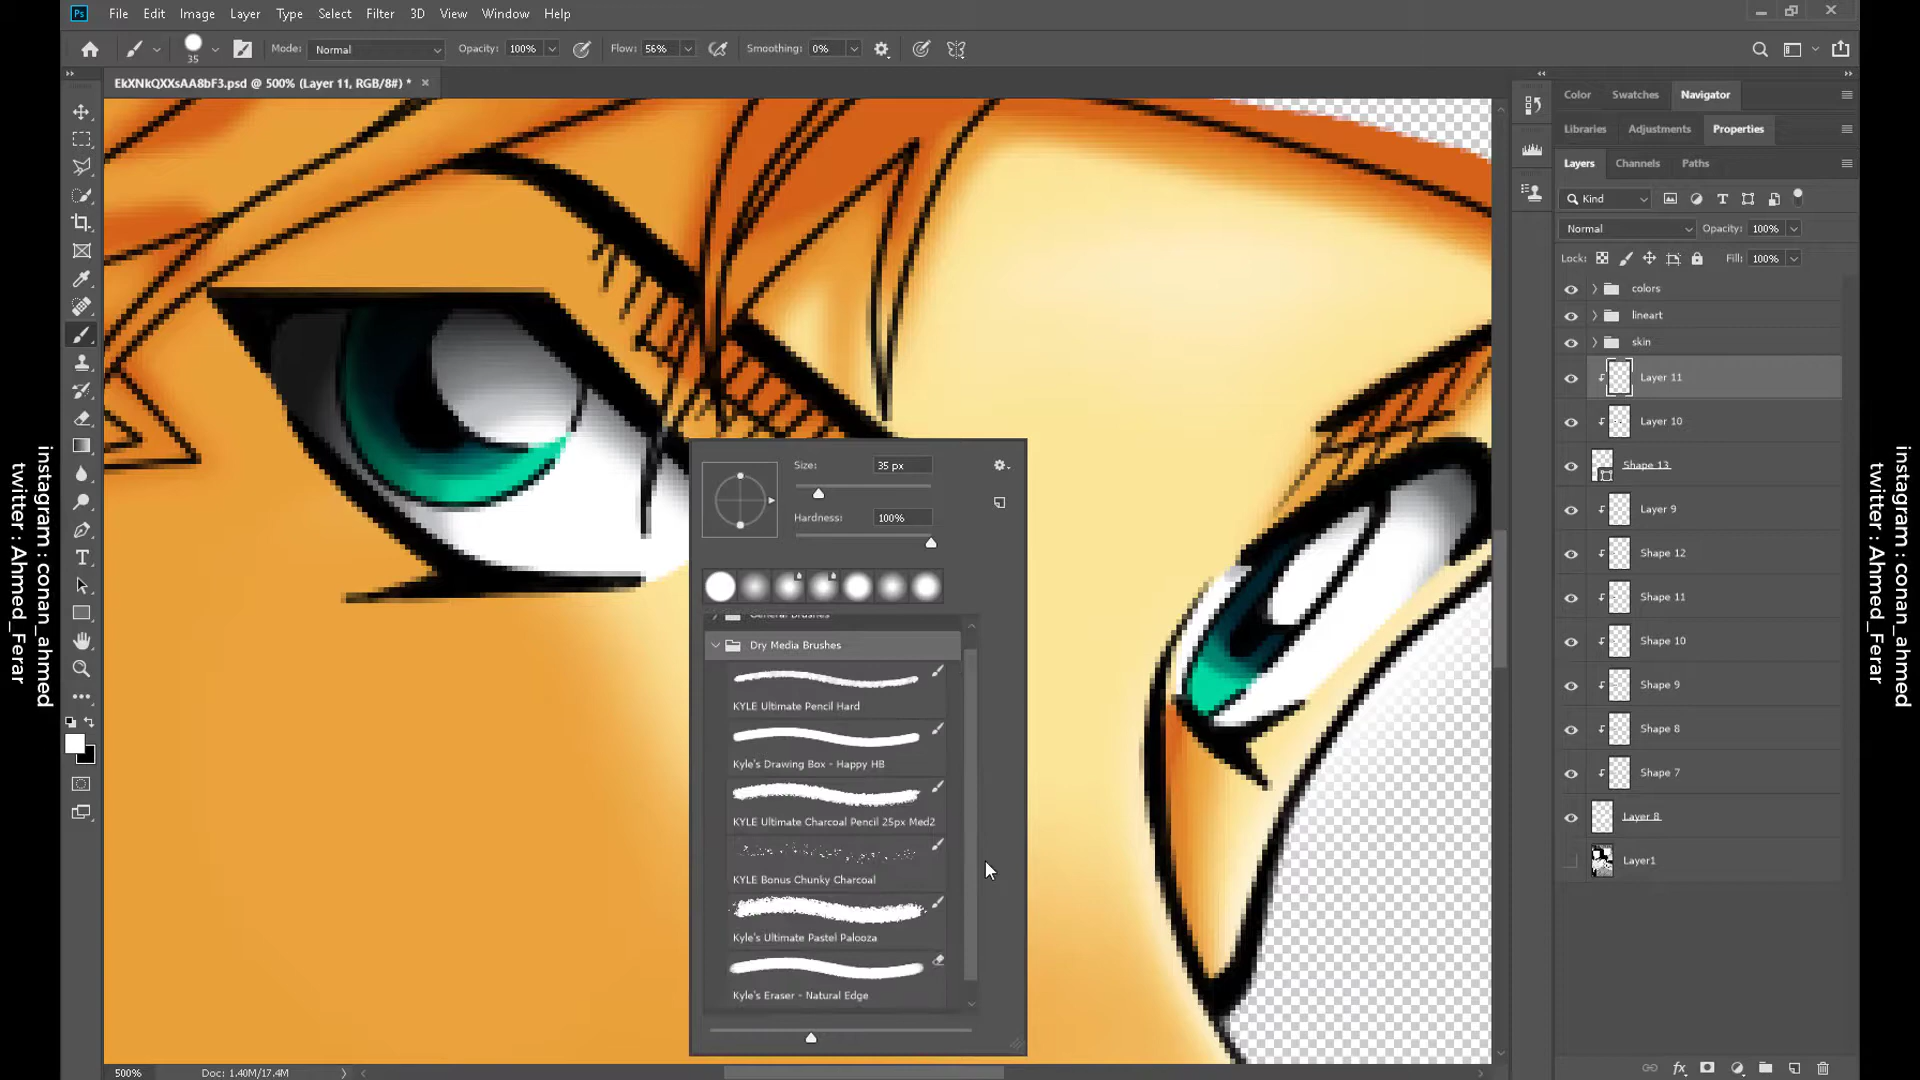 Ps File Edit Image Layer Type Select Filter 3D View Window Help
35 Mode: Normal Opacity: 100% Flow: 56% Smoothing: 0%
EkXNkQXXsAA8bF3.psd @ 500% (Layer 11, RGB/8#) *
Color Swatches Navigator
Libraries Adjustments Properties
Layers Channels Paths
Kind
Normal Opacity: 100%
Lock: Fill: 100%
colors
lineart
skin
Layer 11
Layer 10
Shape 13
Layer 9
Shape 12
Shape 11
Shape 10
Shape 9
Shape 8
Shape 7
Layer 8
Layer1
Size: 35 px
Hardness: 100%
General Brushes
Dry Media Brushes
KYLE Ultimate Pencil Hard
Kyle's Drawing Box - Happy HB
KYLE Ultimate Charcoal Pencil 25px Med2
KYLE Bonus Chunky Charcoal
Kyle's Ultimate Pastel Palooza
Kyle's Eraser - Natural Edge
500% Doc: 1.40M/17.4M
instagram : conan_ahmed
twitter : Ahmed_Ferar
instagram : conan_ahmed
twitter : Ahmed_Ferar